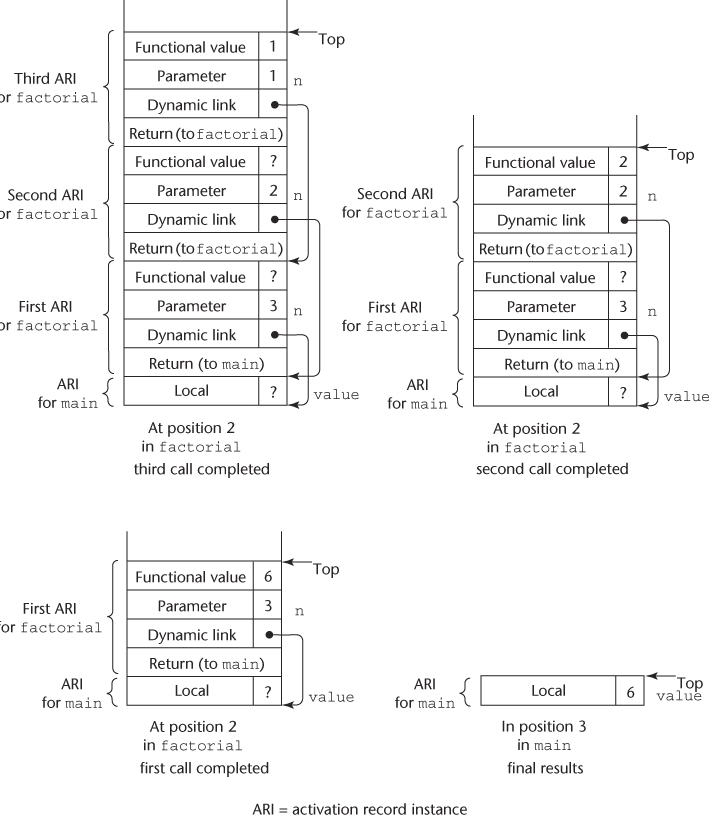 Top
Functional value 1
Third ARI
Parameter 1 n
or factorial
Dynamic link
Return (to factorial)
Functional value ?
Second ARI
Parameter 2 n
or factorial
Dynamic link
Return (to factorial)
Functional value ?
First ARI
Parameter 3 n
or factorial
Dynamic link
Return (to main)
ARI
for main
Local ? value
At position 2
in factorial
third call completed
Top
Functional value 2
Second ARI
for factorial
Parameter 2 n
Dynamic link
Return (to factorial)
Functional value ?
First ARI
for factorial
Parameter 3 n
Dynamic link
Return (to main)
ARI
for main
Local ? value
At position 2
in factorial
second call completed
Top
Functional value 6
First ARI
for factorial
Parameter 3 n
Dynamic link
Return (to main)
ARI
for main
Local ? value
At position 2
in factorial
first call completed
ARI
for main
Local 6
Top
value
In position 3
in main
final results
ARI = activation record instance